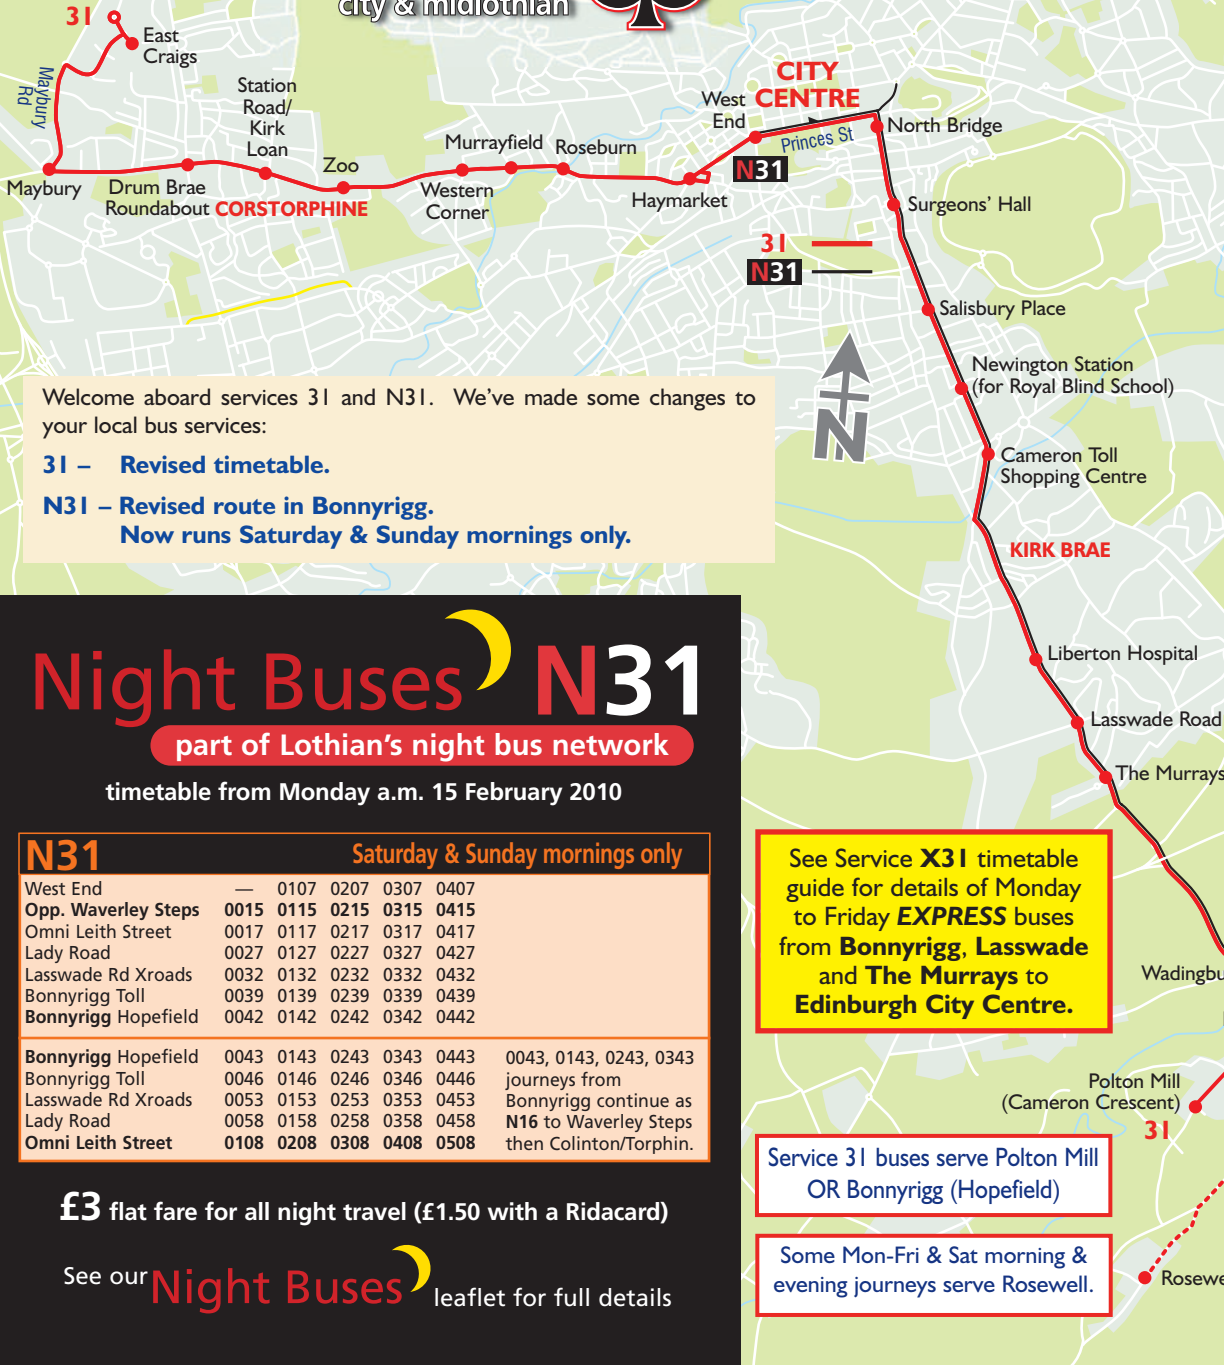 city & midlothian
31
East
Craigs
Maybury
Rd
Station
Road/
Kirk
Loan
Maybury
Drum Brae
Roundabout
CORSTORPHINE
Zoo
Murrayfield
Western
Corner
Roseburn
Haymarket
West
End
CITY
CENTRE
Princes St
N31
North Bridge
Surgeons' Hall
31
N31
Salisbury Place
Newington Station
(for Royal Blind School)
N
Cameron Toll
Shopping Centre
KIRK BRAE
Liberton Hospital
Lasswade Road
The Murrays
Welcome aboard services 31 and N31. We've made some changes to
your local bus services:
31 – Revised timetable.
N31 – Revised route in Bonnyrigg.
Now runs Saturday & Sunday mornings only.
Night Buses N31
part of Lothian's night bus network
timetable from Monday a.m. 15 February 2010
N31 Saturday & Sunday mornings only
West End — 0107 0207 0307 0407
Opp. Waverley Steps 0015 0115 0215 0315 0415
Omni Leith Street 0017 0117 0217 0317 0417
Lady Road 0027 0127 0227 0327 0427
Lasswade Rd Xroads 0032 0132 0232 0332 0432
Bonnyrigg Toll 0039 0139 0239 0339 0439
Bonnyrigg Hopefield 0042 0142 0242 0342 0442
Bonnyrigg Hopefield 0043 0143 0243 0343 0443
Bonnyrigg Toll 0046 0146 0246 0346 0446
Lasswade Rd Xroads 0053 0153 0253 0353 0453
Lady Road 0058 0158 0258 0358 0458
Omni Leith Street 0108 0208 0308 0408 0508
0043, 0143, 0243, 0343
journeys from
Bonnyrigg continue as
N16 to Waverley Steps
then Colinton/Torphin.
£3 flat fare for all night travel (£1.50 with a Ridacard)
See our Night Buses leaflet for full details
See Service X31 timetable
guide for details of Monday
to Friday EXPRESS buses
from Bonnyrigg, Lasswade
and The Murrays to
Edinburgh City Centre.
Wadingbu
Polton Mill
(Cameron Crescent)
31
Service 31 buses serve Polton Mill
OR Bonnyrigg (Hopefield)
Some Mon-Fri & Sat morning &
evening journeys serve Rosewell.
Rosewe